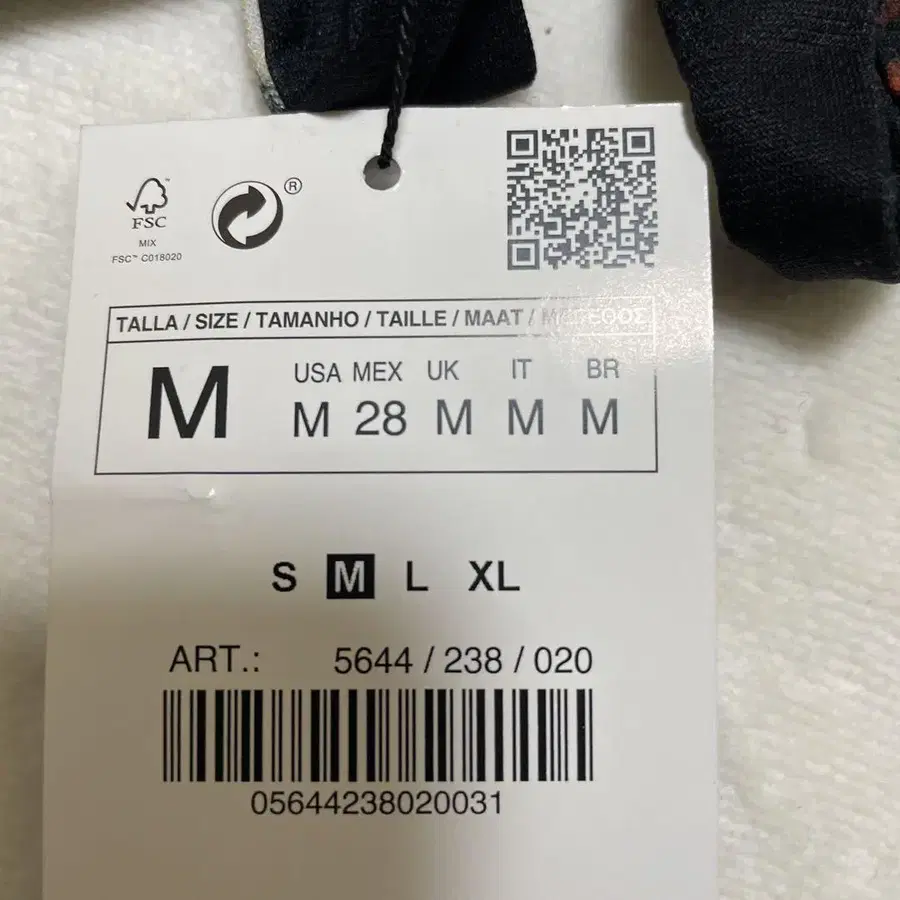 FSC
MIX
FSC™ C018020
®
TALLA / SIZE / TAMANHO / TAILLE / MAAT / ΜΕΓΕΘΟΣ
M
USA MEX UK IT BR
M 28 M M M
S M L XL
ART.: 5644 / 238 / 020
05644238020031